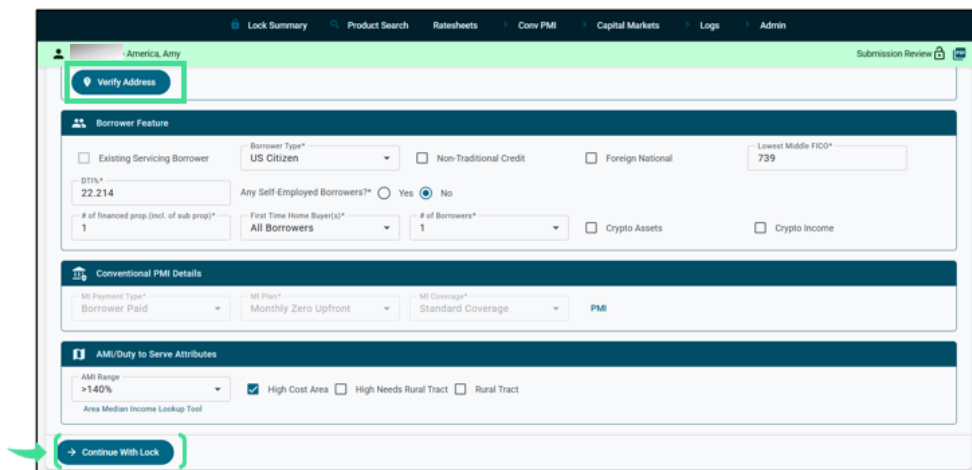 Lock Summary Product Search Ratesheets Conv PMI Capital Markets Logs Admin
America, Amy Submission Review
Verify Address
Borrower Feature
Existing Servicing Borrower Borrower Type* US Citizen Non-Traditional Credit Foreign National Lowest Middle FICO* 739
DTI%* 22.214 Any Self-Employed Borrowers?* Yes No
# of financed prop.(incl. of sub prop)* 1 First Time Home Buyer(s)* All Borrowers # of Borrowers* 1 Crypto Assets Crypto Income
Conventional PMI Details
MI Payment Type* Borrower Paid MI Plan* Monthly Zero Upfront MI Coverage* Standard Coverage PMI
AMI/Duty to Serve Attributes
AMI Range >140% High Cost Area High Needs Rural Tract Rural Tract
Area Median Income Lookup Tool
Continue With Lock